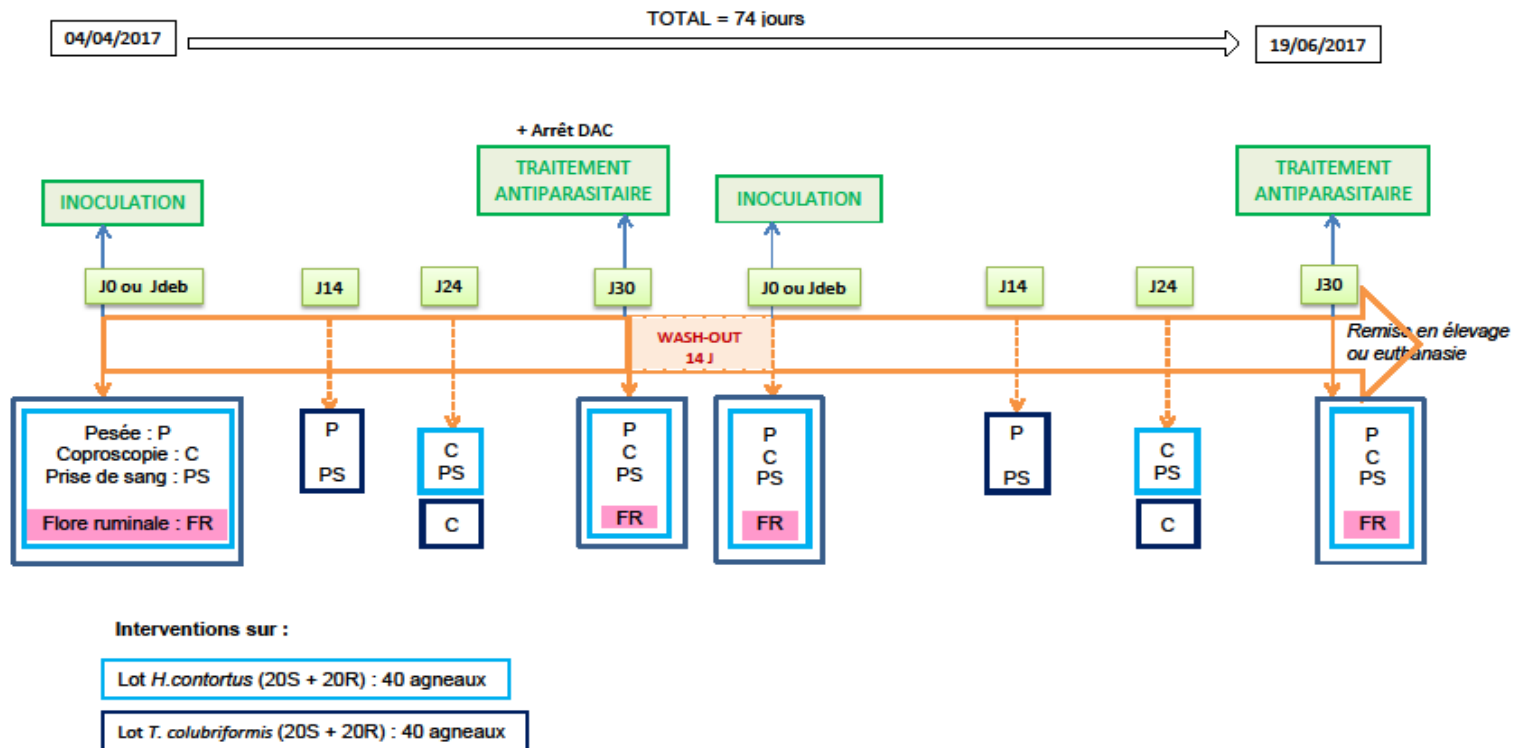 TOTAL = 74 jours
04/04/2017
19/06/2017
+ Arrêt DAC
INOCULATION
TRAITEMENT
ANTIPARASITAIRE
INOCULATION
TRAITEMENT
ANTIPARASITAIRE
J0 ou Jdeb
J14
J24
J30
J0 ou Jdeb
J14
J24
J30
WASH-OUT
14 J
Remise en élevage
ou euthanasie
Pesée : P
Coproscopie : C
Prise de sang : PS
Flore ruminale : FR
P
PS
C
PS
C
P
C
PS
FR
P
C
PS
FR
P
PS
C
PS
C
P
C
PS
FR
Interventions sur :
Lot H.contortus (20S + 20R) : 40 agneaux
Lot T. colubriformis (20S + 20R) : 40 agneaux